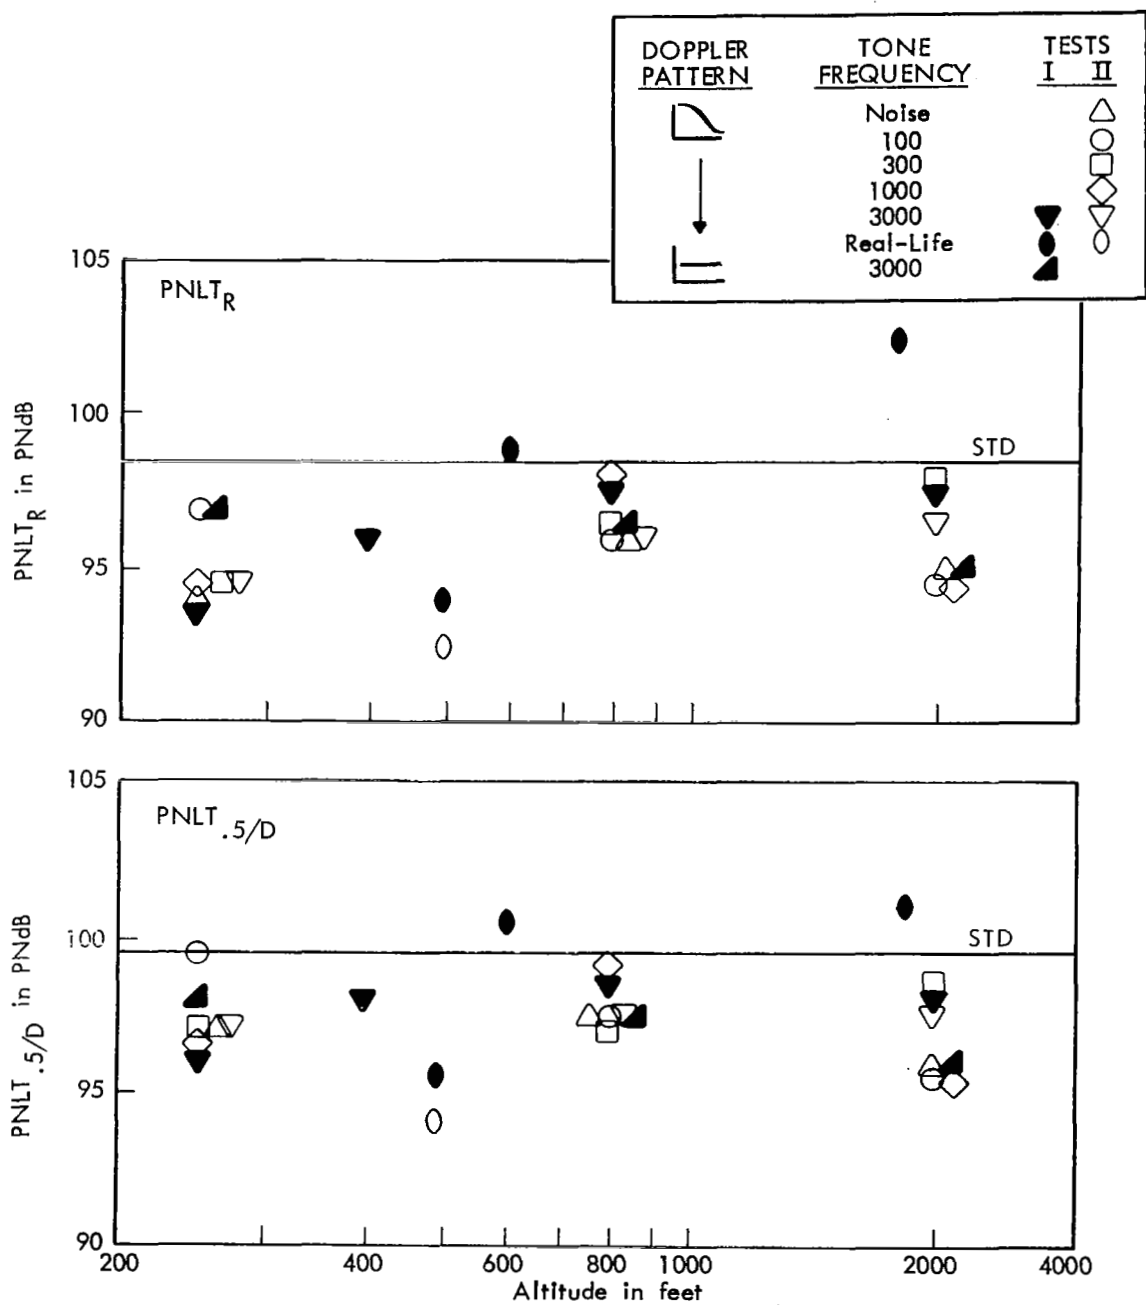 DOPPLER TONE TESTS
PATTERN FREQUENCY I II
Noise
100
300
1000
3000
Real-Life
3000
105
PNLT_R
100
STD
95
90
PNLT_R in PNdB
105
PNLT.5/D
100
STD
95
90
PNLT.5/D in PNdB
200 400 600 800 1000 2000 4000
Altitude in feet